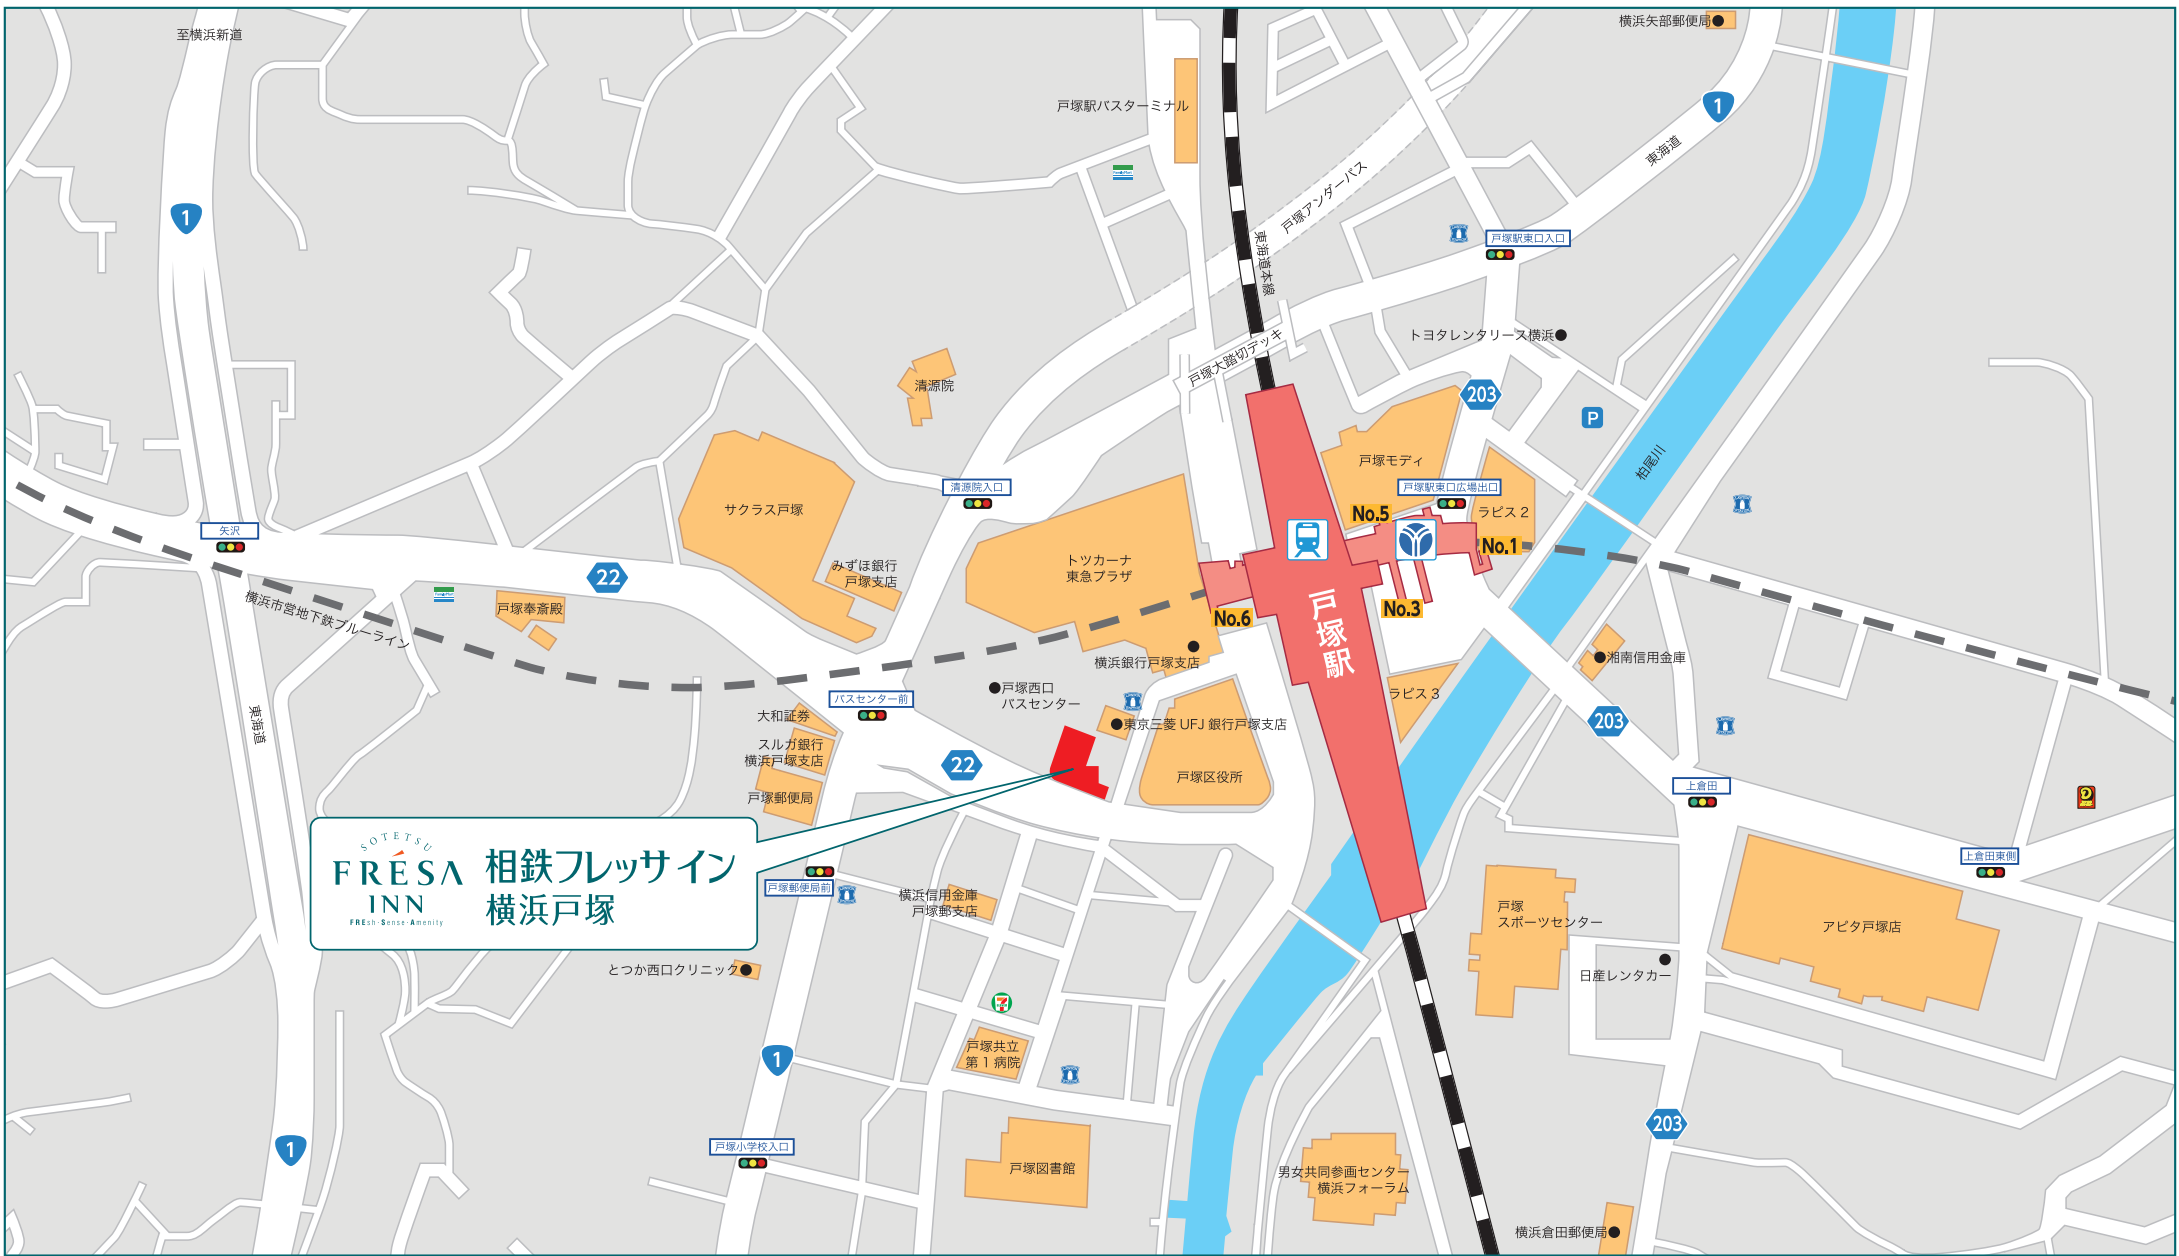 至横浜新道
横浜矢部郵便局
1
戸塚駅バスターミナル
東海道
戸塚アンダーパス
1
FamilyMart
東海道本線
戸塚駅東口入口
トヨタレンタリース横浜
戸塚大踏切デッキ
清源院
203
P
柏尾川
戸塚モディ
清源院入口
戸塚駅東口広場出口
サクラス戸塚
No.5
ラピス2
矢沢
No.1
みずほ銀行
戸塚支店
トツカーナ
東急プラザ
22
横浜市営地下鉄ブルーライン
戸塚奉斎殿
No.6
No.3
戸塚駅
横浜銀行戸塚支店
湘南信用金庫
戸塚西口
バスセンター
ラピス3
バスセンター前
大和証券
東京三菱UFJ銀行戸塚支店
203
東海道
スルガ銀行
横浜戸塚支店
22
戸塚区役所
上倉田
戸塚郵便局
SOTETSU
FRESA
INN
FREsh·Sense·Amenity
相鉄フレッサイン
横浜戸塚
上倉田東側
戸塚郵便局前
横浜信用金庫
戸塚郵支店
戸塚
スポーツセンター
アピタ戸塚店
とつか西口クリニック
日産レンタカー
7
戸塚共立
第1病院
1
203
1
戸塚小学校入口
戸塚図書館
男女共同参画センター
横浜フォーラム
横浜倉田郵便局